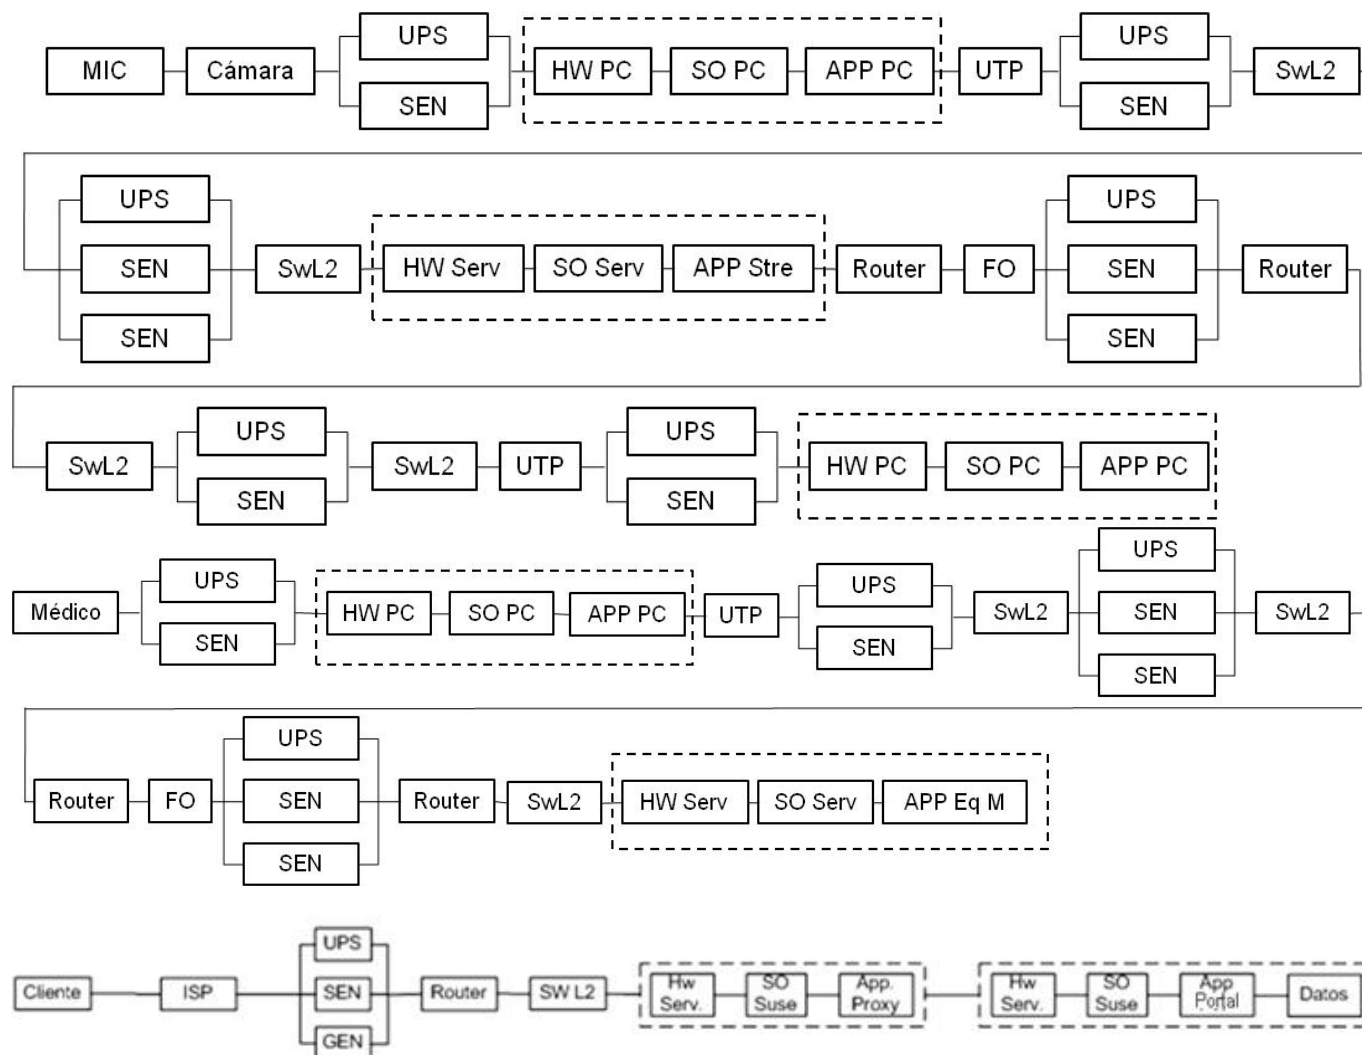 MIC
Cámara
UPS
SEN
HW PC
SO PC
APP PC
UTP
UPS
SEN
SwL2
UPS
SEN
SEN
SwL2
HW Serv
SO Serv
APP Stre
Router
FO
UPS
SEN
SEN
Router
SwL2
UPS
SEN
SwL2
UTP
UPS
SEN
HW PC
SO PC
APP PC
Médico
UPS
SEN
HW PC
SO PC
APP PC
UTP
UPS
SEN
SwL2
UPS
SEN
SEN
SwL2
Router
FO
UPS
SEN
SEN
Router
SwL2
HW Serv
SO Serv
APP Eq M
Cliente
ISP
UPS
SEN
GEN
Router
SW L2
Hw
Serv.
SO
Suse
App.
Proxy
Hw
Serv.
SO
Suse
App
Portal
Datos